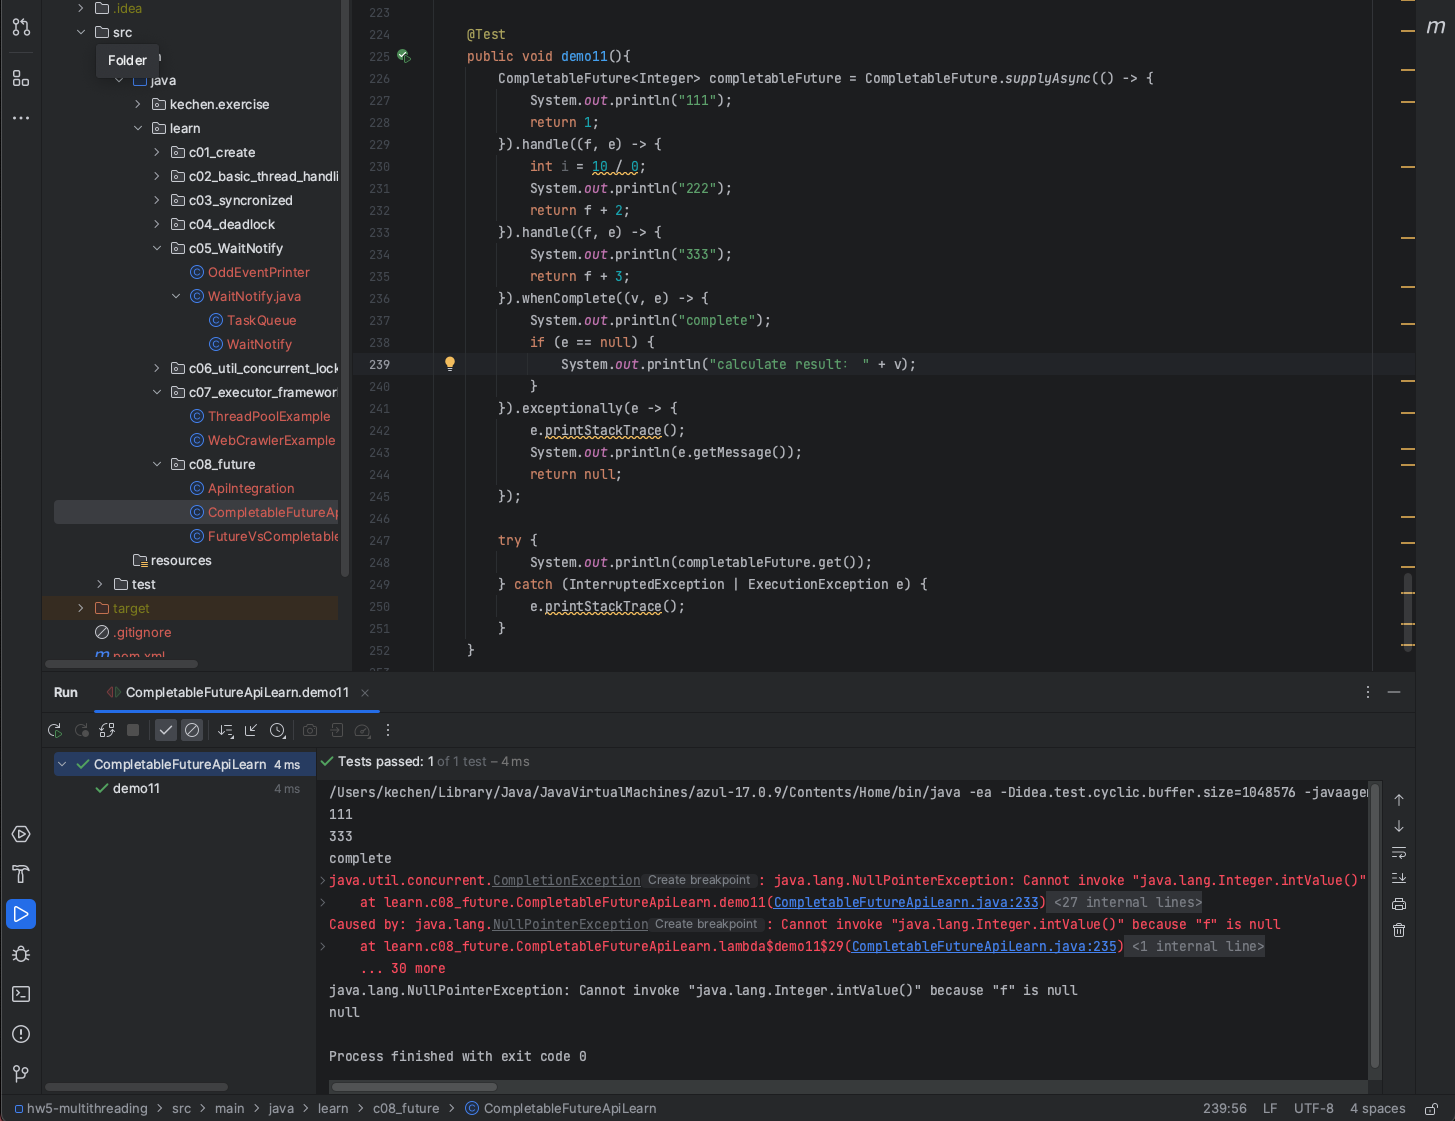 .idea
src
Folder
java
kechen.exercise
learn
c01_create
c02_basic_thread_handli
c03_syncronized
c04_deadlock
c05_WaitNotify
OddEventPrinter
WaitNotify.java
TaskQueue
WaitNotify
c06_util_concurrent_lock
c07_executor_framework
ThreadPoolExample
WebCrawlerExample
c08_future
ApiIntegration
CompletableFutureAp
FutureVsCompletable
resources
test
target
.gitignore
pom.xml
m
223
224 @Test
225 public void demo11(){
226 CompletableFuture<Integer> completableFuture = CompletableFuture.supplyAsync(() -> {
227 System.out.println("111");
228 return 1;
229 }).handle((f, e) -> {
230 int i = 10 / 0;
231 System.out.println("222");
232 return f + 2;
233 }).handle((f, e) -> {
234 System.out.println("333");
235 return f + 3;
236 }).whenComplete((v, e) -> {
237 System.out.println("complete");
238 if (e == null) {
239 System.out.println("calculate result: " + v);
240 }
241 }).exceptionally(e -> {
242 e.printStackTrace();
243 System.out.println(e.getMessage());
244 return null;
245 });
246
247 try {
248 System.out.println(completableFuture.get());
249 } catch (InterruptedException | ExecutionException e) {
250 e.printStackTrace();
251 }
252 }
Run CompletableFutureApiLearn.demo11
CompletableFutureApiLearn 4 ms
demo11 4 ms
Tests passed: 1 of 1 test – 4 ms
/Users/kechen/Library/Java/JavaVirtualMachines/azul-17.0.9/Contents/Home/bin/java -ea -Didea.test.cyclic.buffer.size=1048576 -javaagen
111
333
complete
java.util.concurrent.CompletionException Create breakpoint : java.lang.NullPointerException: Cannot invoke "java.lang.Integer.intValue()"
at learn.c08_future.CompletableFutureApiLearn.demo11(CompletableFutureApiLearn.java:233) <27 internal lines>
Caused by: java.lang.NullPointerException Create breakpoint : Cannot invoke "java.lang.Integer.intValue()" because "f" is null
at learn.c08_future.CompletableFutureApiLearn.lambda$demo11$29(CompletableFutureApiLearn.java:235) <1 internal line>
... 30 more
java.lang.NullPointerException: Cannot invoke "java.lang.Integer.intValue()" because "f" is null
null
Process finished with exit code 0
hw5-multithreading > src > main > java > learn > c08_future > CompletableFutureApiLearn
239:56 LF UTF-8 4 spaces